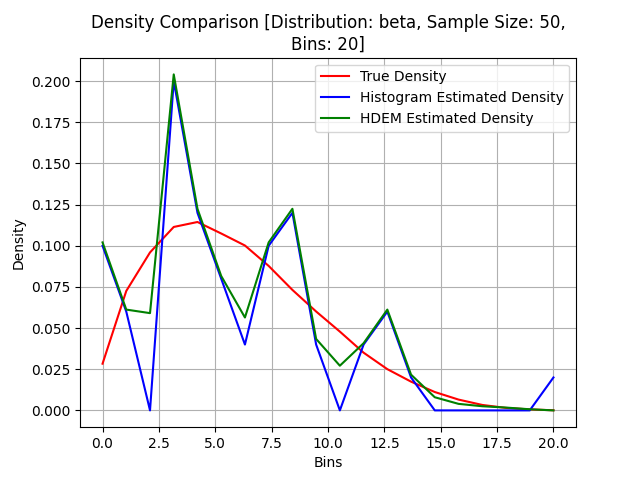 Density Comparison [Distribution: beta, Sample Size: 50,
Bins: 20]
True Density
Histogram Estimated Density
HDEM Estimated Density
Density
0.200
0.175
0.150
0.125
0.100
0.075
0.050
0.025
0.000
0.0 2.5 5.0 7.5 10.0 12.5 15.0 17.5 20.0
Bins